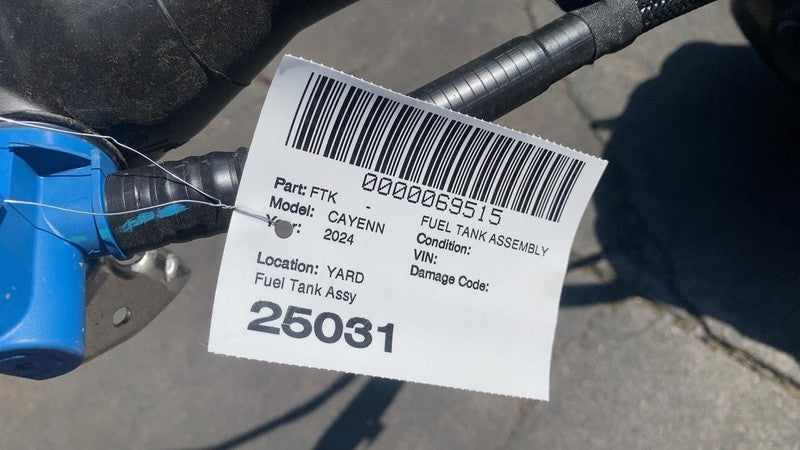 0000069515
Part: FTK - FUEL TANK ASSEMBLY
Model: CAYENN Condition:
Year: 2024 VIN:
Damage Code:
Location: YARD
Fuel Tank Assy
25031